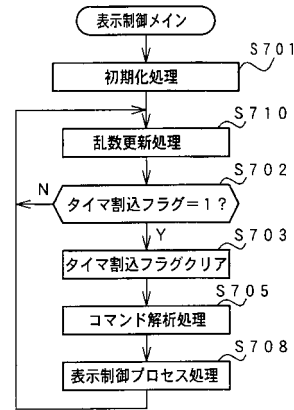 表示制御メイン
S701
初期化処理
S710
乱数更新処理
S702
N
タイマ割込フラグ=1?
Y
S703
タイマ割込フラグクリア
S705
コマンド解析処理
S708
表示制御プロセス処理